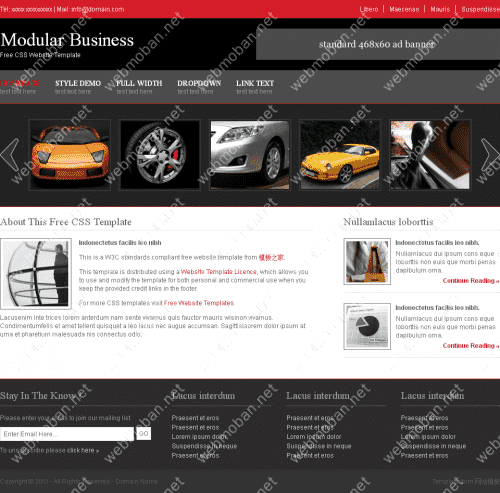 Tel: xxxxx xxxxxxxxxx | Mail: info@domain.com
Libero | Maecenas | Mauris | Suspendisse
Modular Business
Free CSS Website Template
standard 468x60 ad banner
STYLE DEMO FULL WIDTH DROPDOWN LINK TEXT
test text here test text here test text here test text here test text here
About This Free CSS Template
Indonectetus facilis leo nibh
This is a W3C standards compliant free website template from 模板之家.
This template is distributed using a Website Template Licence, which allows you
to use and modify the template for both personal and commercial use when you
keep the provided credit links in the footer.
For more CSS templates visit Free Website Templates.
Lacusenim inte trices lorem anterdum nam sente vivamus quis fauctor mauris wisinon vivamus.
Condimentumfelis et amet tellent quisquet a leo lacus nec augue accumsan. Sagittislaorem dolor ipsum at
urna et pharetium malesuada nis consectus odio.
Nullamlacus loborttis
Indonectetus facilis leo nibh.
Nullamlacus dui ipsum cons eque
loborttis non euis que morbi penas
dapibulum orna.
Continue Reading »
Indonectetus facilis leo nibh.
Nullamlacus dui ipsum cons eque
loborttis non euis que morbi penas
dapibulum orna.
Continue Reading »
Stay In The Know
Please enter your email to join our mailing list
Enter Email Here... GO
To unsubscribe please click here »
Lacus interdum
Praesent et eros
Praesent et eros
Lorem ipsum dolor
Suspendisse in neque
Praesent et eros
Lacus interdum
Praesent et eros
Praesent et eros
Lorem ipsum dolor
Suspendisse in neque
Praesent et eros
Lacus interdum
Praesent et eros
Praesent et eros
Lorem ipsum dolor
Suspendisse in neque
Praesent et eros
Copyright © 2011 - All Rights Reserved - Domain Name
webmoban.net